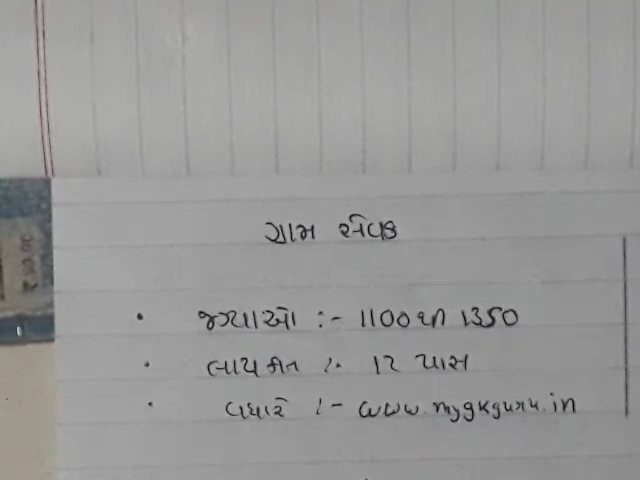 ગ્રામ સેવક
• જગ્યાઓ :- 1100 થી 1350
• લાયકાત :- 12 પાસ
• વધારે :- www.mygkguru.in